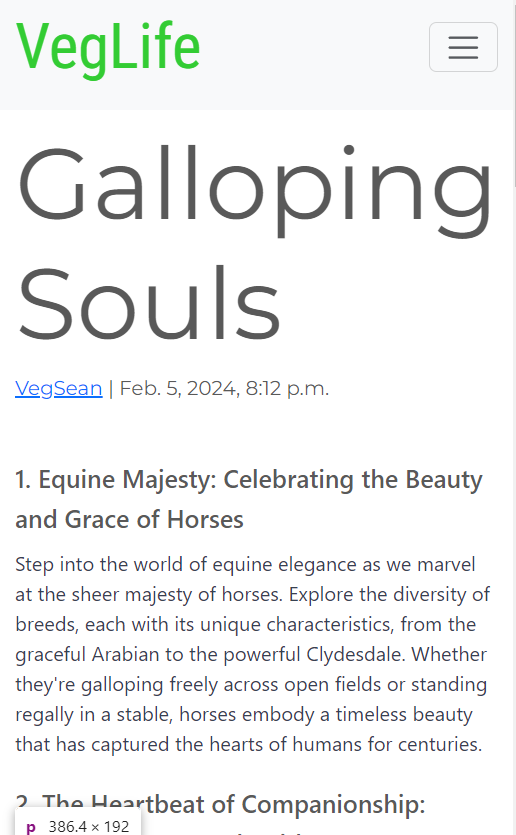 VegLife
Galloping
Souls
VegSean | Feb. 5, 2024, 8:12 p.m.
1. Equine Majesty: Celebrating the Beauty
and Grace of Horses
Step into the world of equine elegance as we marvel
at the sheer majesty of horses. Explore the diversity of
breeds, each with its unique characteristics, from the
graceful Arabian to the powerful Clydesdale. Whether
they're galloping freely across open fields or standing
regally in a stable, horses embody a timeless beauty
that has captured the hearts of humans for centuries.
2. The Heartbeat of Companionship:
p 386.4 × 192